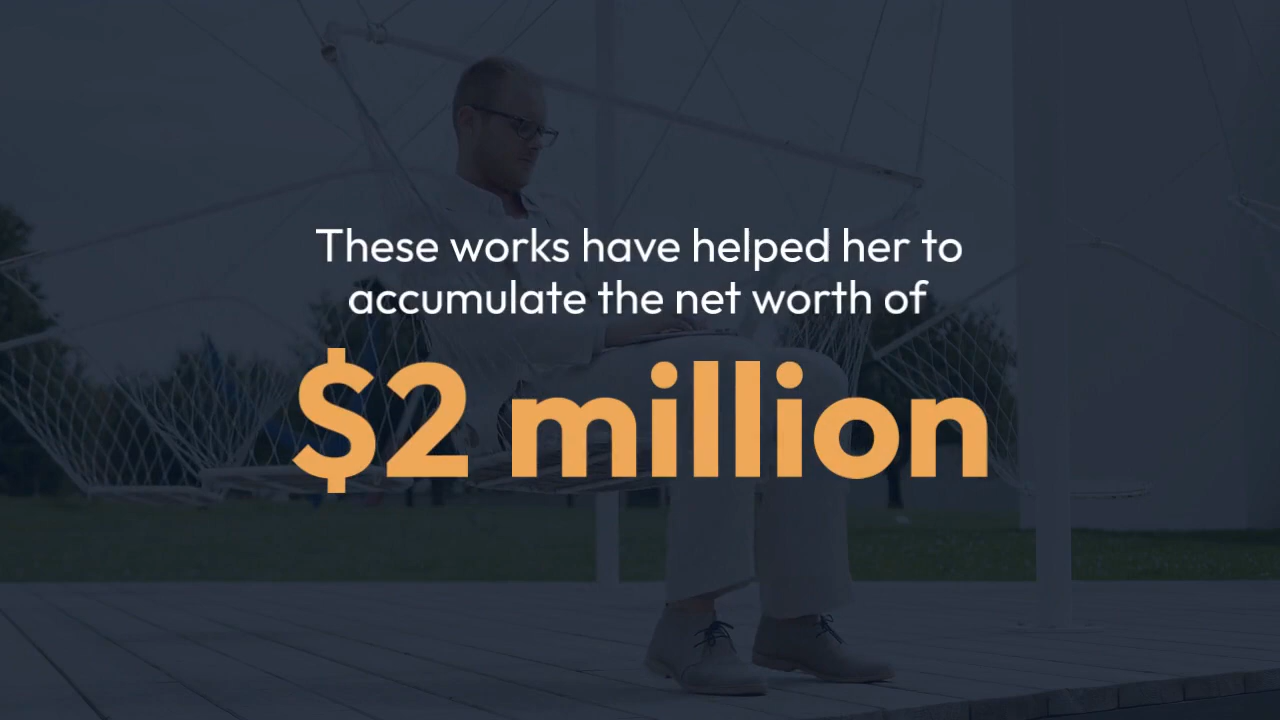 These works have helped her to
accumulate the net worth of
$2 million